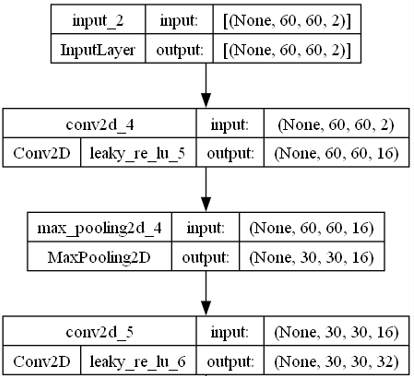 input_2 input: [(None, 60, 60, 2)]
InputLayer output: [(None, 60, 60, 2)]
conv2d_4 input: (None, 60, 60, 2)
Conv2D leaky_re_lu_5 output: (None, 60, 60, 16)
max_pooling2d_4 input: (None, 60, 60, 16)
MaxPooling2D output: (None, 30, 30, 16)
conv2d_5 input: (None, 30, 30, 16)
Conv2D leaky_re_lu_6 output: (None, 30, 30, 32)